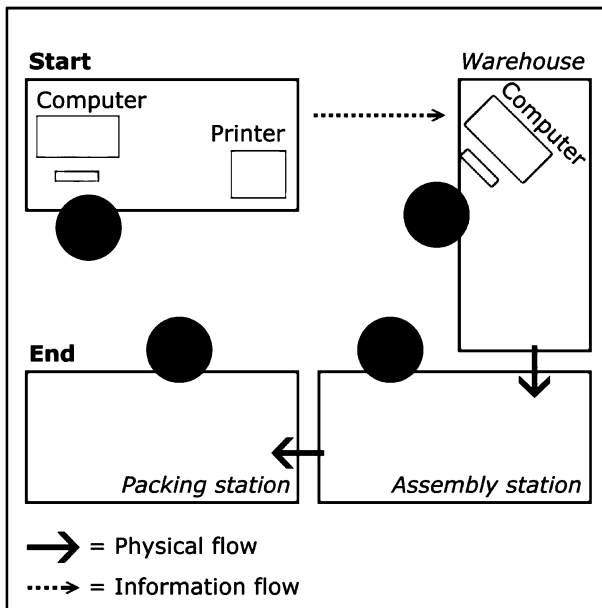 Start
Warehouse
Computer
Computer
Printer
End
Packing station
Assembly station
= Physical flow
= Information flow